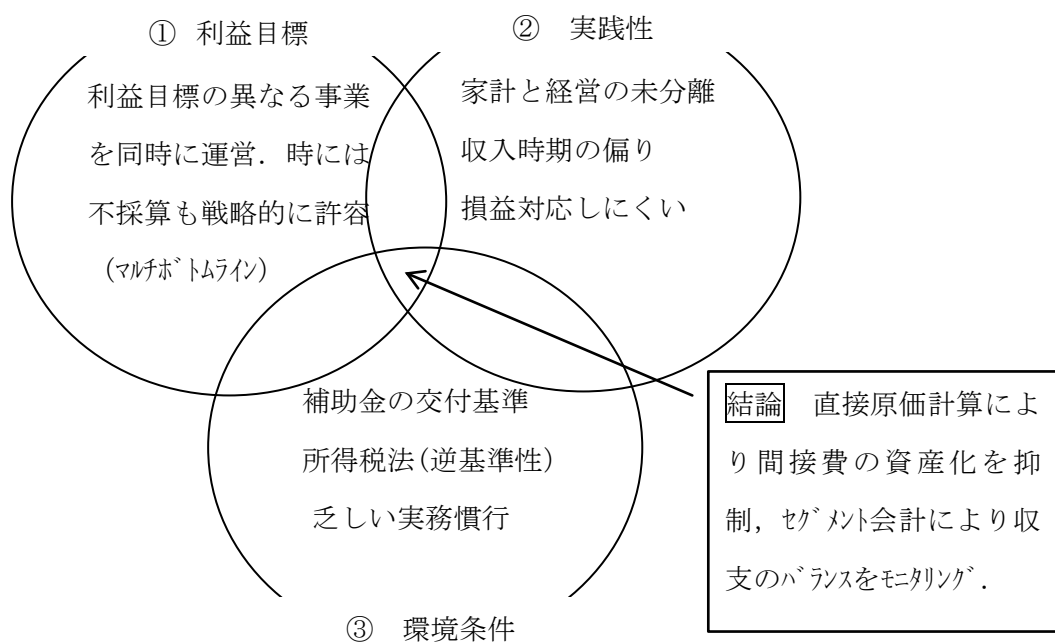 ① 利益目標
利益目標の異なる事業
を同時に運営．時には
不採算も戦略的に許容
(ﾏﾙﾁﾎﾞﾄﾑﾗｲﾝ)
② 実践性
家計と経営の未分離
収入時期の偏り
損益対応しにくい
補助金の交付基準
所得税法(逆基準性)
乏しい実務慣行
③ 環境条件
結論 直接原価計算によ
り間接費の資産化を抑
制，ｾｸﾞﾒﾝﾄ会計により収
支のﾊﾞﾗﾝｽをﾓﾆﾀﾘﾝｸﾞ．